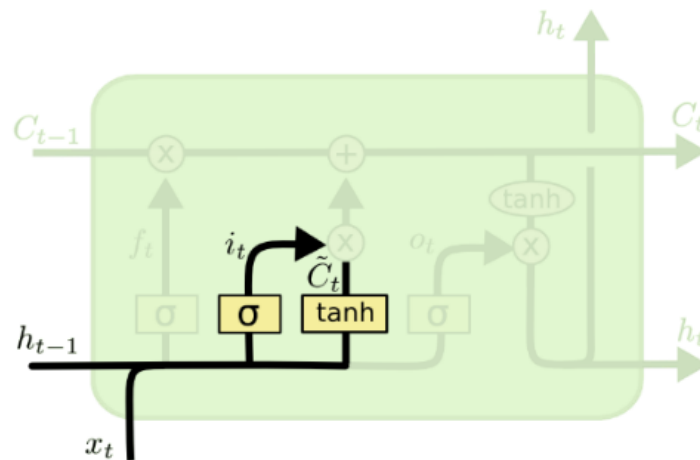 h_t
C_{t-1}
C_t
x
+
tanh
f_t
i_t
x
o_t
x
C̃_t
σ
σ
tanh
σ
h_{t-1}
h_t
x_t